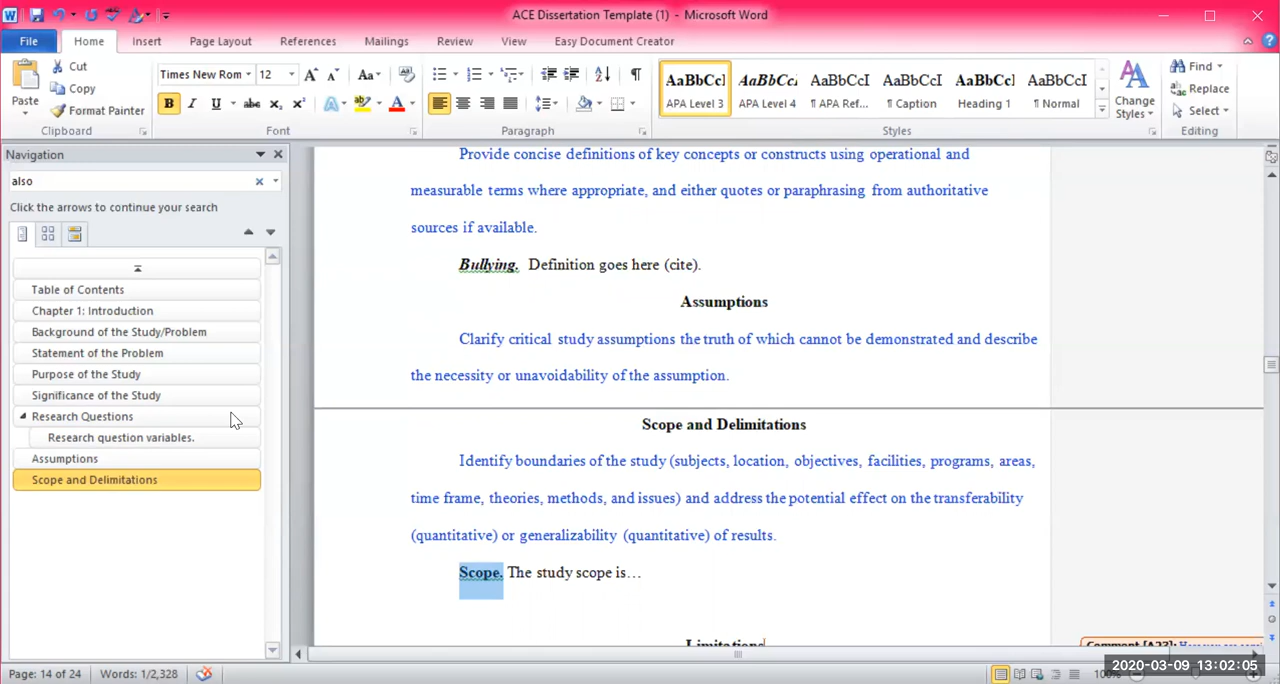 ACE Dissertation Template (1) - Microsoft Word
File Home Insert Page Layout References Mailings Review View Easy Document Creator
Paste
Cut
Copy
Format Painter
Clipboard
Times New Rom 12
Font
Paragraph
AaBbCcl AaBbCcL AaBbCcI AaBbCcI AaBbCcl AaBbCcI
APA Level 3 APA Level 4 ¶ APA Ref... ¶ Caption Heading 1 ¶ Normal
Styles
Change
Styles
Find
Replace
Select
Editing
Navigation
also
Click the arrows to continue your search
Table of Contents
Chapter 1: Introduction
Background of the Study/Problem
Statement of the Problem
Purpose of the Study
Significance of the Study
Research Questions
Research question variables.
Assumptions
Scope and Delimitations
Provide concise definitions of key concepts or constructs using operational and
measurable terms where appropriate, and either quotes or paraphrasing from authoritative
sources if available.
Bullying. Definition goes here (cite).
Assumptions
Clarify critical study assumptions the truth of which cannot be demonstrated and describe
the necessity or unavoidability of the assumption.
Scope and Delimitations
Identify boundaries of the study (subjects, location, objectives, facilities, programs, areas,
time frame, theories, methods, and issues) and address the potential effect on the transferability
(quantitative) or generalizability (quantitative) of results.
Scope. The study scope is…
Limitations
Comment [A23]:
Page: 14 of 24 Words: 1/2,328
100%
2020-03-09 13:02:05